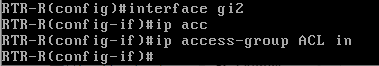 RTR-R(config)#interface gi2
RTR-R(config-if)#ip acc
RTR-R(config-if)#ip access-group ACL in
RTR-R(config-if)#